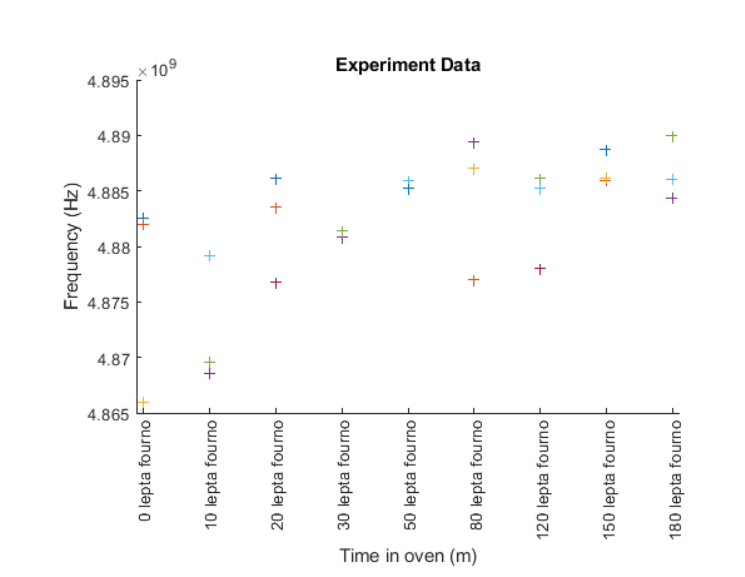 Experiment Data
×10^9
4.895
4.89
4.885
4.88
4.875
4.87
4.865
Frequency (Hz)
0 lepta fourno
10 lepta fourno
20 lepta fourno
30 lepta fourno
50 lepta fourno
80 lepta fourno
120 lepta fourno
150 lepta fourno
180 lepta fourno
Time in oven (m)